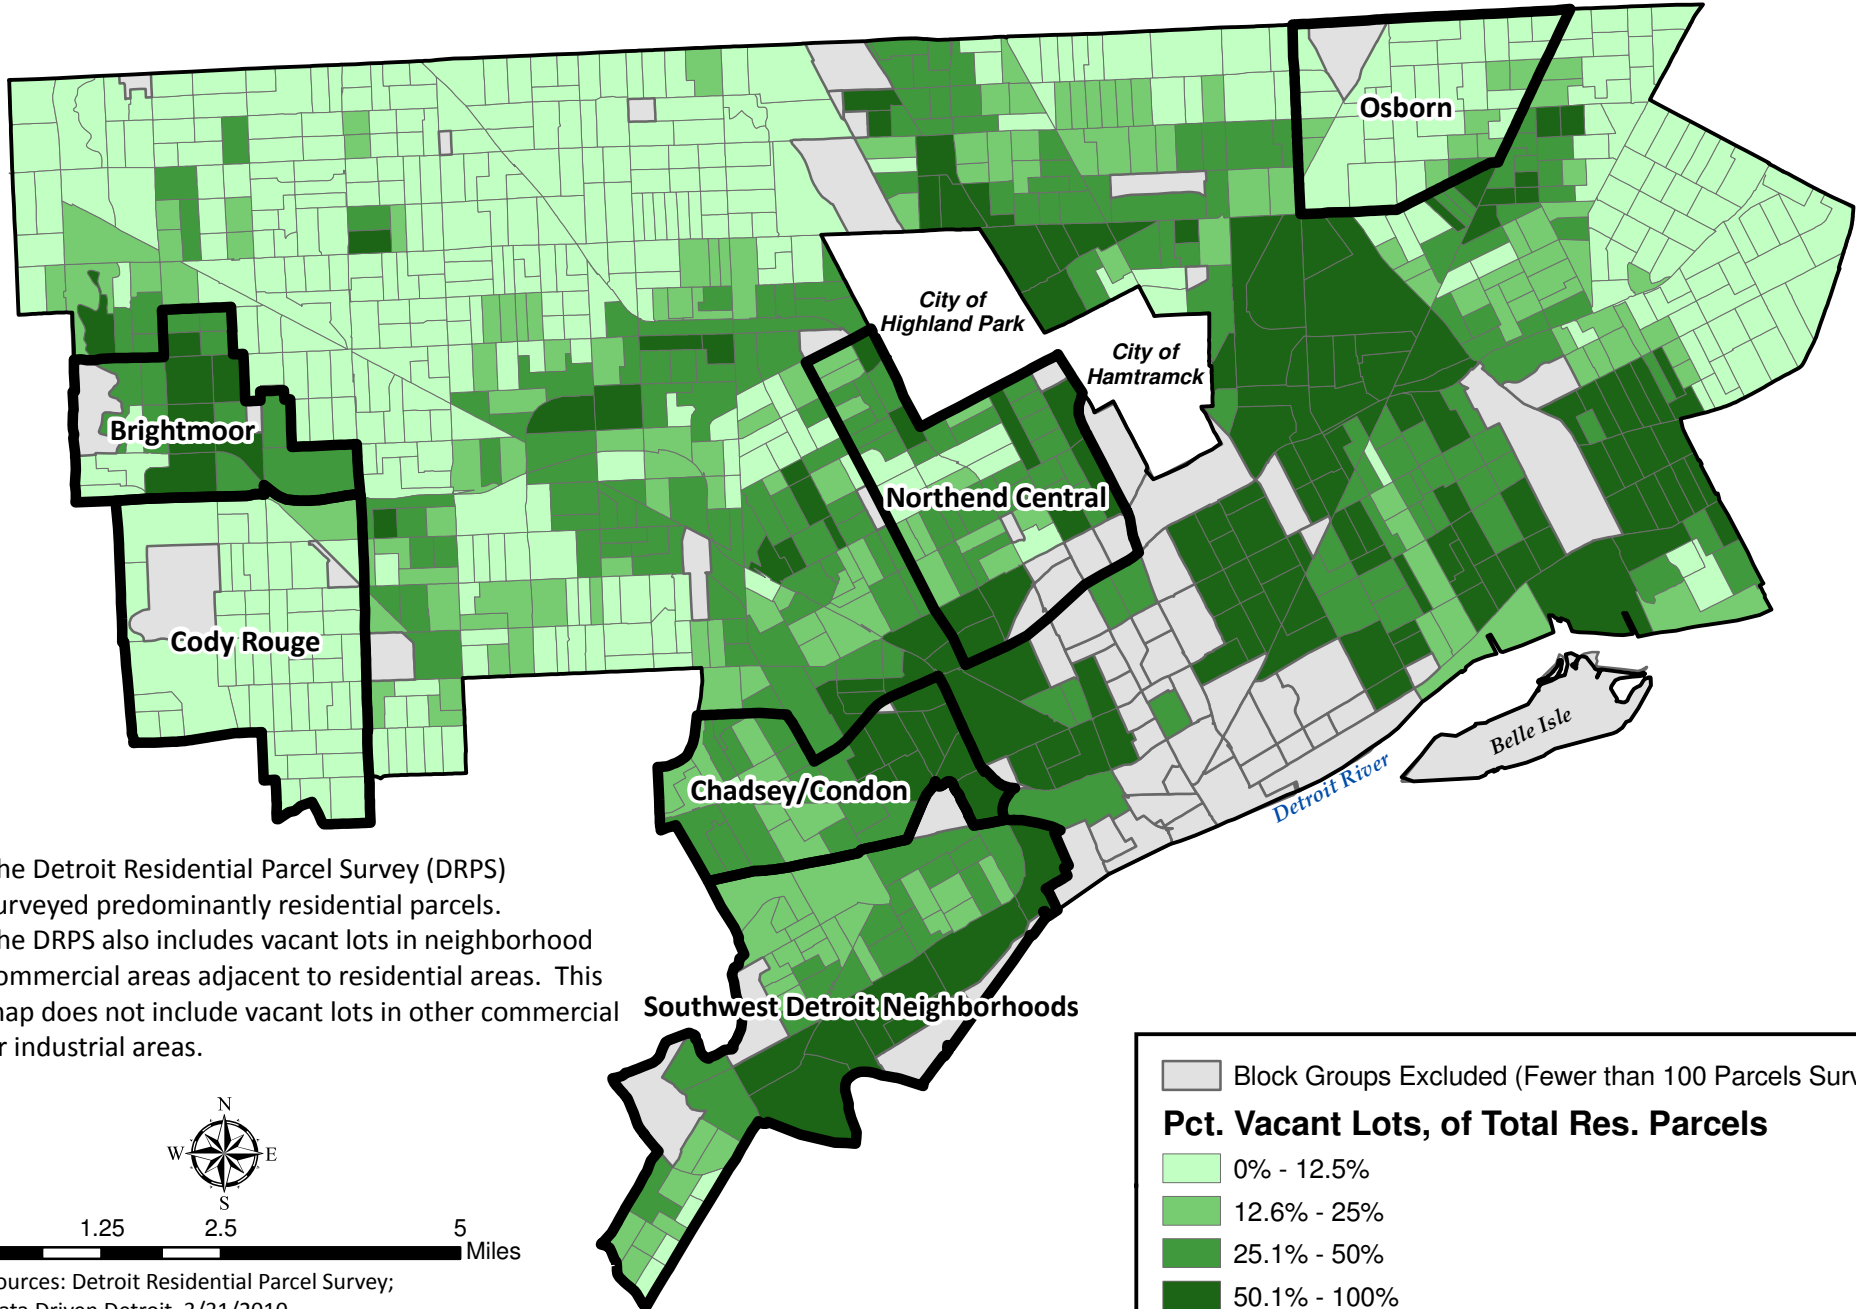 Osborn
City of
Highland Park
City of
Hamtramck
Brightmoor
Northend Central
Cody Rouge
Belle Isle
Detroit River
Chadsey/Condon
he Detroit Residential Parcel Survey (DRPS)
urveyed predominantly residential parcels.
he DRPS also includes vacant lots in neighborhood
ommercial areas adjacent to residential areas. This
nap does not include vacant lots in other commercial
r industrial areas.
Southwest Detroit Neighborhoods
N
W E
S
1.25 2.5 5
Miles
ources: Detroit Residential Parcel Survey;
Block Groups Excluded (Fewer than 100 Parcels Surv
Pct. Vacant Lots, of Total Res. Parcels
0% - 12.5%
12.6% - 25%
25.1% - 50%
50.1% - 100%